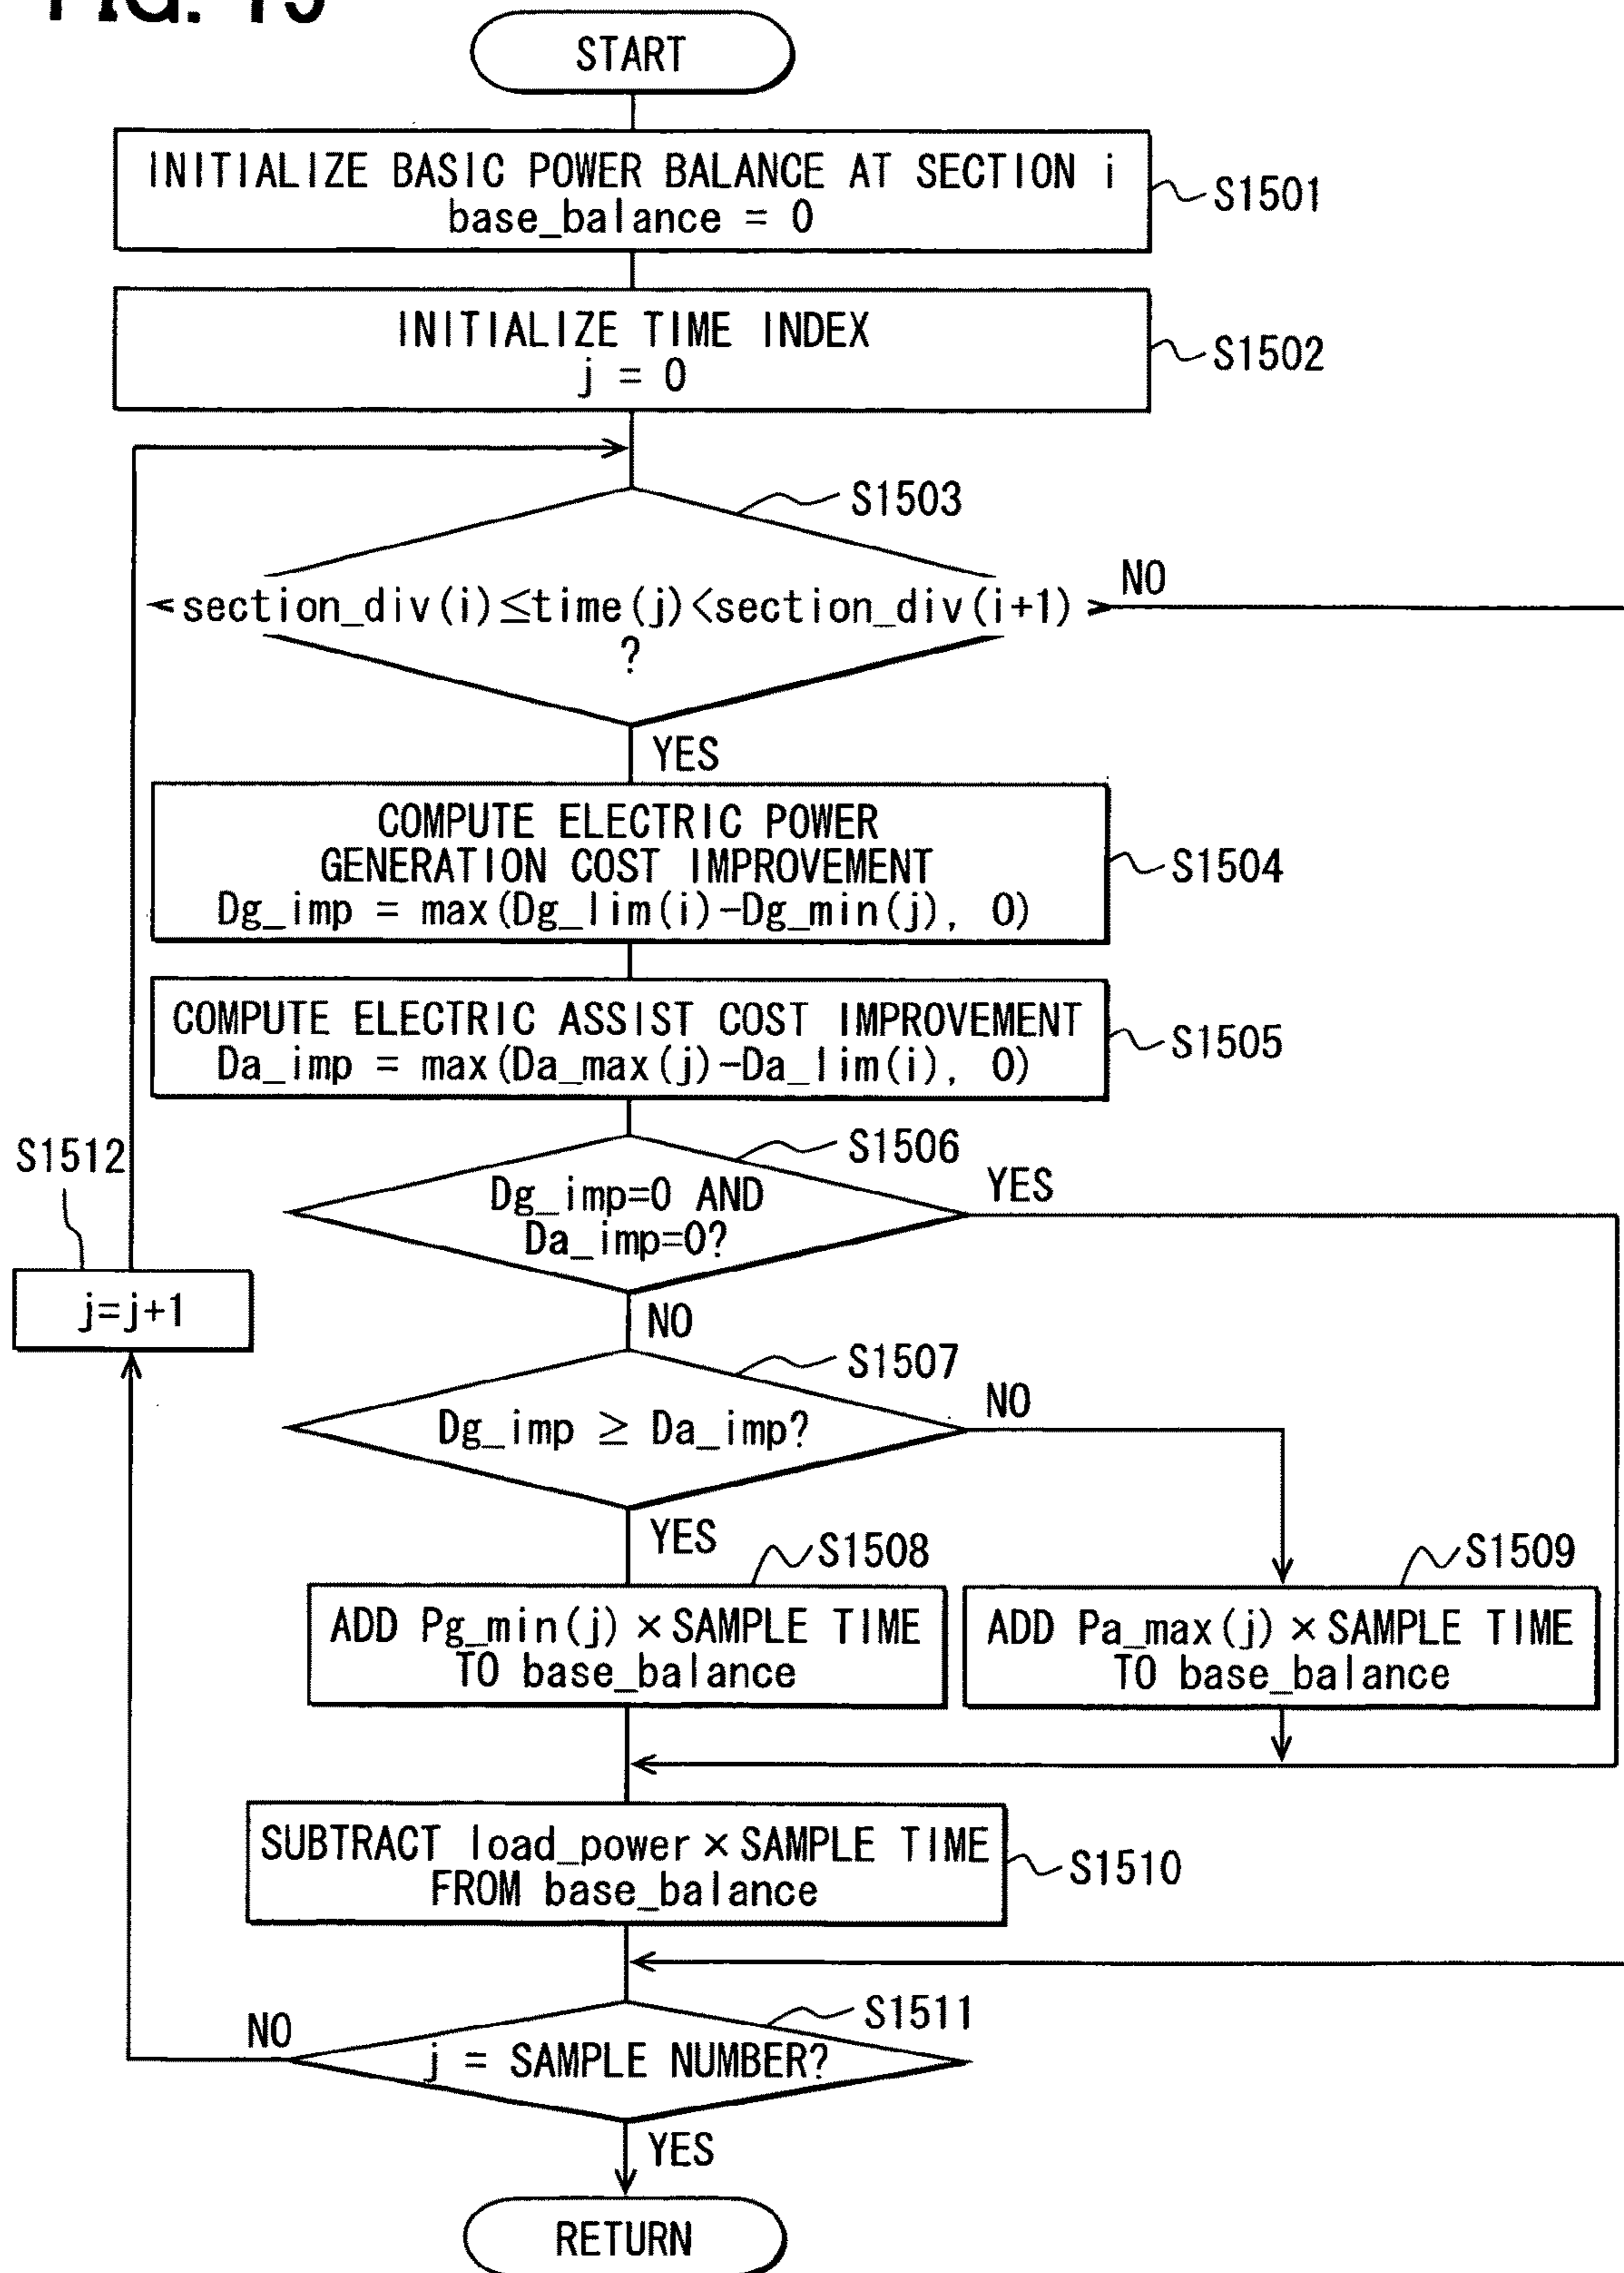 FIG. 15
START
INITIALIZE BASIC POWER BALANCE AT SECTION i
base_balance = 0
S1501
INITIALIZE TIME INDEX
j = 0
S1502
S1503
section_div(i)≤time(j)<section_div(i+1)
?
NO
YES
COMPUTE ELECTRIC POWER
GENERATION COST IMPROVEMENT
Dg_imp = max(Dg_lim(i)-Dg_min(j), 0)
S1504
COMPUTE ELECTRIC ASSIST COST IMPROVEMENT
Da_imp = max(Da_max(j)-Da_lim(i), 0)
S1505
S1506
Dg_imp=0 AND
Da_imp=0?
YES
NO
S1512
j=j+1
S1507
Dg_imp ≥ Da_imp?
NO
YES
S1508
ADD Pg_min(j)×SAMPLE TIME
TO base_balance
S1509
ADD Pa_max(j)×SAMPLE TIME
TO base_balance
SUBTRACT load_power×SAMPLE TIME
FROM base_balance
S1510
S1511
j = SAMPLE NUMBER?
NO
YES
RETURN